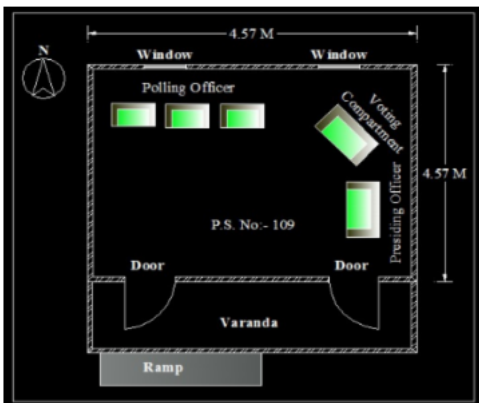 4.57 M
N
Window
Window
Polling Officer
Voting
Compartment
4.57 M
Presiding Officer
P.S. No:- 109
Door
Door
Varanda
Ramp